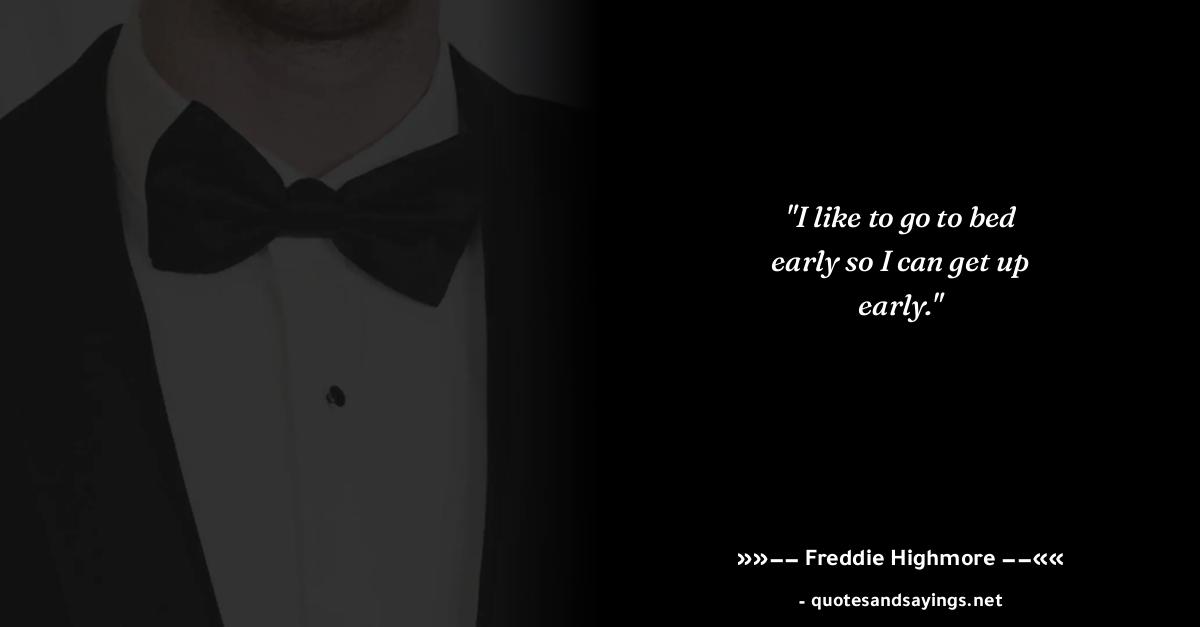 "I like to go to bed
early so I can get up
early."
»»−− Freddie Highmore −−««
- quotesandsayings.net